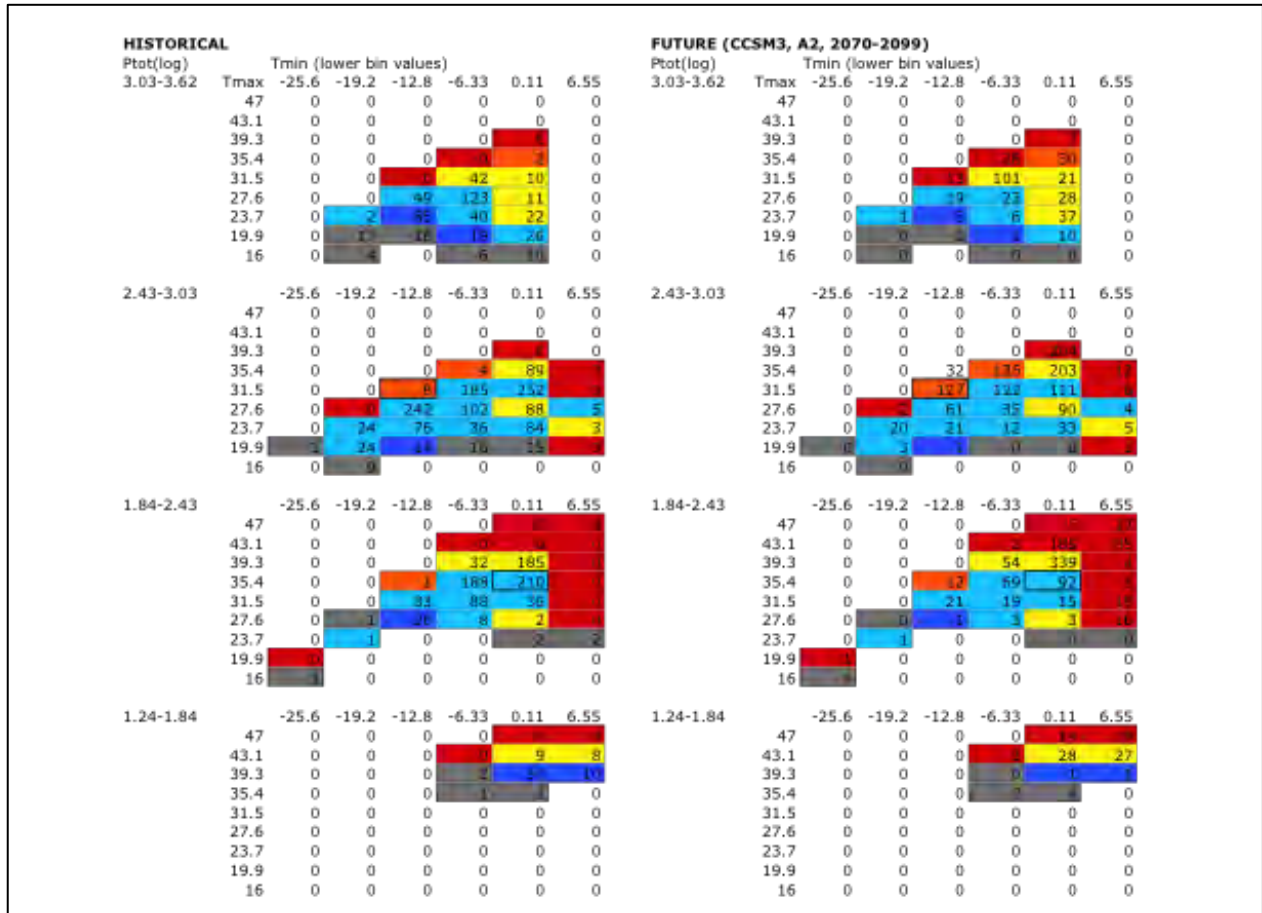 HISTORICAL FUTURE (CCSM3, A2, 2070-2099)
Ptot(log) Tmin (lower bin values) Ptot(log) Tmin (lower bin values)
3.03-3.62 Tmax -25.6 -19.2 -12.8 -6.33 0.11 6.55 3.03-3.62 Tmax -25.6 -19.2 -12.8 -6.33 0.11 6.55
47 0 0 0 0 0 0 47 0 0 0 0 0 0
43.1 0 0 0 0 0 0 43.1 0 0 0 0 0 0
39.3 0 0 0 0 0 39.3 0 0 0 0 0
35.4 0 0 0 2 0 35.4 0 0 0 30 0
31.5 0 0 42 10 0 31.5 0 0 101 21 0
27.6 0 0 49 123 11 0 27.6 0 0 19 23 28 0
23.7 0 2 40 22 0 23.7 0 1 6 37 0
19.9 0 26 0 19.9 0 0 10 0
16 0 4 0 6 0 16 0 0 0 0 0
2.43-3.03 -25.6 -19.2 -12.8 -6.33 0.11 6.55 2.43-3.03 -25.6 -19.2 -12.8 -6.33 0.11 6.55
47 0 0 0 0 0 0 47 0 0 0 0 0 0
43.1 0 0 0 0 0 0 43.1 0 0 0 0 0 0
39.3 0 0 0 0 0 39.3 0 0 0 0 204 0
35.4 0 0 0 4 89 35.4 0 0 32 135 203
31.5 0 0 8 185 252 31.5 0 0 127 112 111
27.6 0 242 102 88 5 27.6 0 61 35 90 4
23.7 0 24 76 36 84 3 23.7 0 20 21 12 33 5
19.9 24 16 15 19.9 3
16 0 0 0 0 0 16 0 0 0 0 0 0
1.84-2.43 -25.6 -19.2 -12.8 -6.33 0.11 6.55 1.84-2.43 -25.6 -19.2 -12.8 -6.33 0.11 6.55
47 0 0 0 0 47 0 0 0 0
43.1 0 0 0 43.1 0 0 0
39.3 0 0 0 32 185 39.3 0 0 0 54 339
35.4 0 0 1 188 210 35.4 0 0 12 69 92
31.5 0 0 33 88 36 31.5 0 0 21 19 15
27.6 0 1 8 2 27.6 0 0 1 3 3
23.7 0 1 0 0 2 2 23.7 0 1 0 0 0 0
19.9 0 0 0 0 0 19.9 0 0 0 0 0
16 0 0 0 0 0 16 0 0 0 0 0
1.24-1.84 -25.6 -19.2 -12.8 -6.33 0.11 6.55 1.24-1.84 -25.6 -19.2 -12.8 -6.33 0.11 6.55
47 0 0 0 0 47 0 0 0 0
43.1 0 0 0 9 8 43.1 0 0 0 28 27
39.3 0 0 0 2 10 39.3 0 0 0 0 1
35.4 0 0 0 1 0 35.4 0 0 0 0
31.5 0 0 0 0 0 0 31.5 0 0 0 0 0 0
27.6 0 0 0 0 0 0 27.6 0 0 0 0 0 0
23.7 0 0 0 0 0 0 23.7 0 0 0 0 0 0
19.9 0 0 0 0 0 0 19.9 0 0 0 0 0 0
16 0 0 0 0 0 0 16 0 0 0 0 0 0